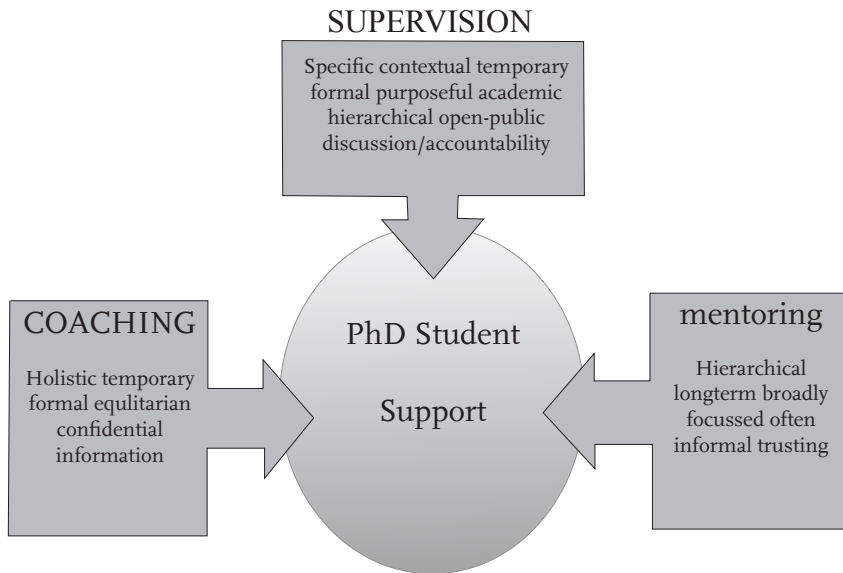 SUPERVISION
Specific contextual temporary
formal purposeful academic
hierarchical open-public
discussion/accountability
PhD Student
Support
COACHING
Holistic temporary
formal equlitarian
confidential
information
mentoring
Hierarchical
longterm broadly
focussed often
informal trusting